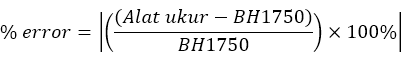 % error = |(((Alat ukur − BH1750) / BH1750) × 100%)|